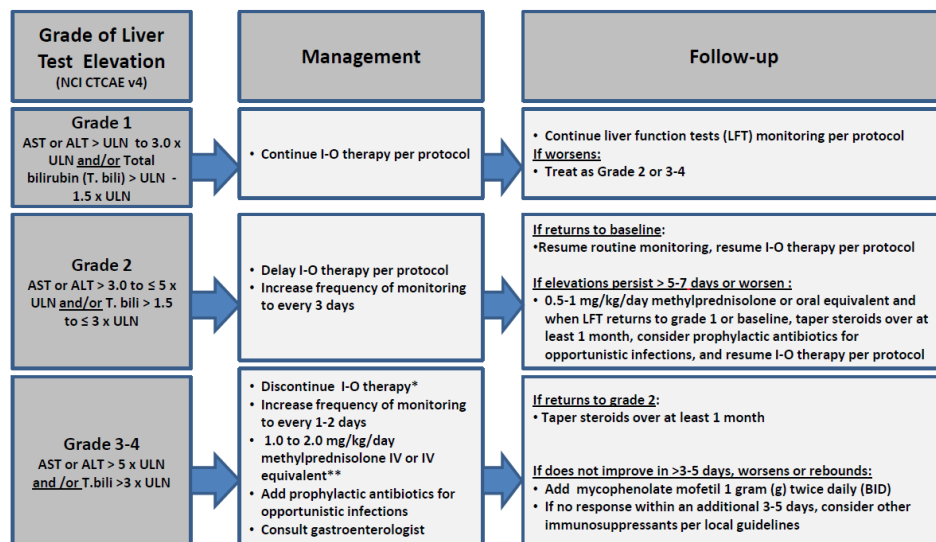 Grade of Liver
Test Elevation
(NCI CTCAE v4)
Management
Follow-up
Grade 1
AST or ALT > ULN to 3.0 x
ULN and/or Total
bilirubin (T. bili) > ULN -
1.5 x ULN
• Continue I-O therapy per protocol
• Continue liver function tests (LFT) monitoring per protocol
If worsens:
• Treat as Grade 2 or 3-4
Grade 2
AST or ALT > 3.0 to ≤ 5 x
ULN and/or T. bili > 1.5
to ≤ 3 x ULN
• Delay I-O therapy per protocol
• Increase frequency of monitoring
to every 3 days
If returns to baseline:
•Resume routine monitoring, resume I-O therapy per protocol
If elevations persist > 5-7 days or worsen :
• 0.5-1 mg/kg/day methylprednisolone or oral equivalent and
when LFT returns to grade 1 or baseline, taper steroids over at
least 1 month, consider prophylactic antibiotics for
opportunistic infections, and resume I-O therapy per protocol
Grade 3-4
AST or ALT > 5 x ULN
and /or T.bili >3 x ULN
• Discontinue I-O therapy*
• Increase frequency of monitoring
to every 1-2 days
• 1.0 to 2.0 mg/kg/day
methylprednisolone IV or IV
equivalent**
• Add prophylactic antibiotics for
opportunistic infections
• Consult gastroenterologist
If returns to grade 2:
• Taper steroids over at least 1 month
If does not improve in >3-5 days, worsens or rebounds:
• Add mycophenolate mofetil 1 gram (g) twice daily (BID)
• If no response within an additional 3-5 days, consider other
immunosuppressants per local guidelines